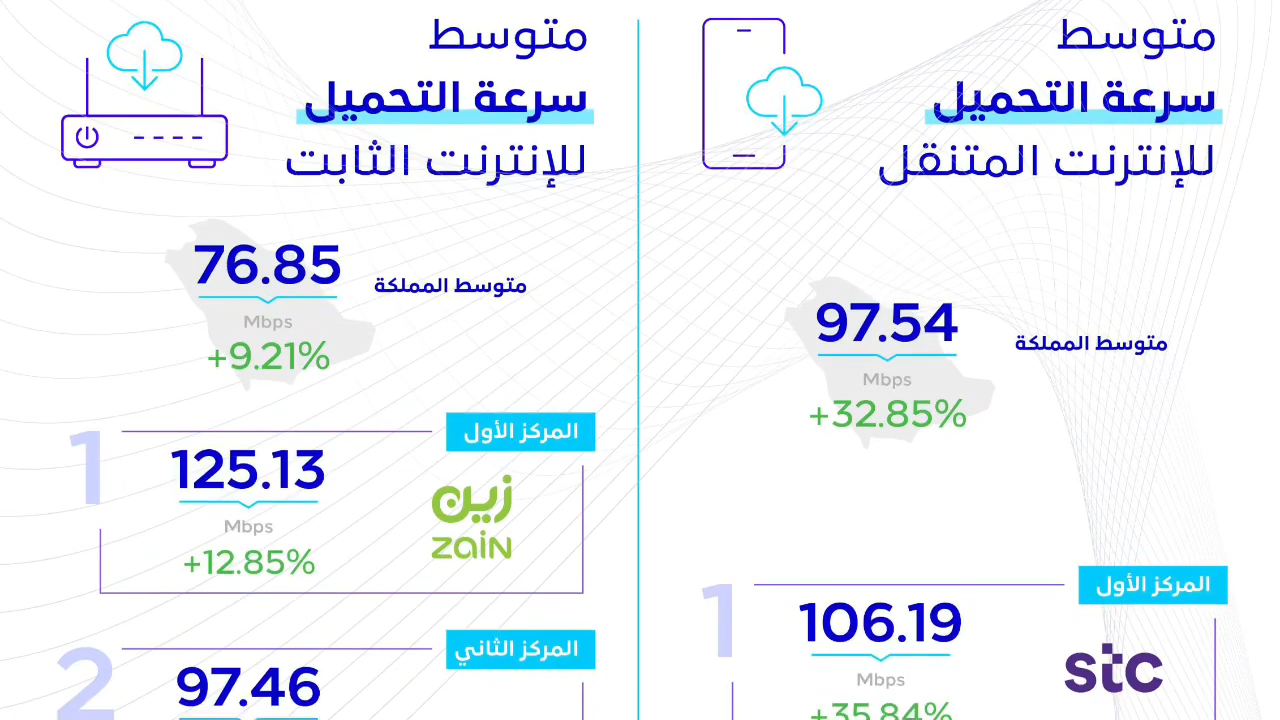 متوسط
سرعة التحميل
للإنترنت المتنقل
97.54
متوسط المملكة
Mbps
+32.85%
المركز الأول
1
106.19
stc
Mbps
+35.84%
متوسط
سرعة التحميل
للإنترنت الثابت
76.85
متوسط المملكة
Mbps
+9.21%
المركز الأول
1
125.13
زين
zain
Mbps
+12.85%
المركز الثاني
2
97.46